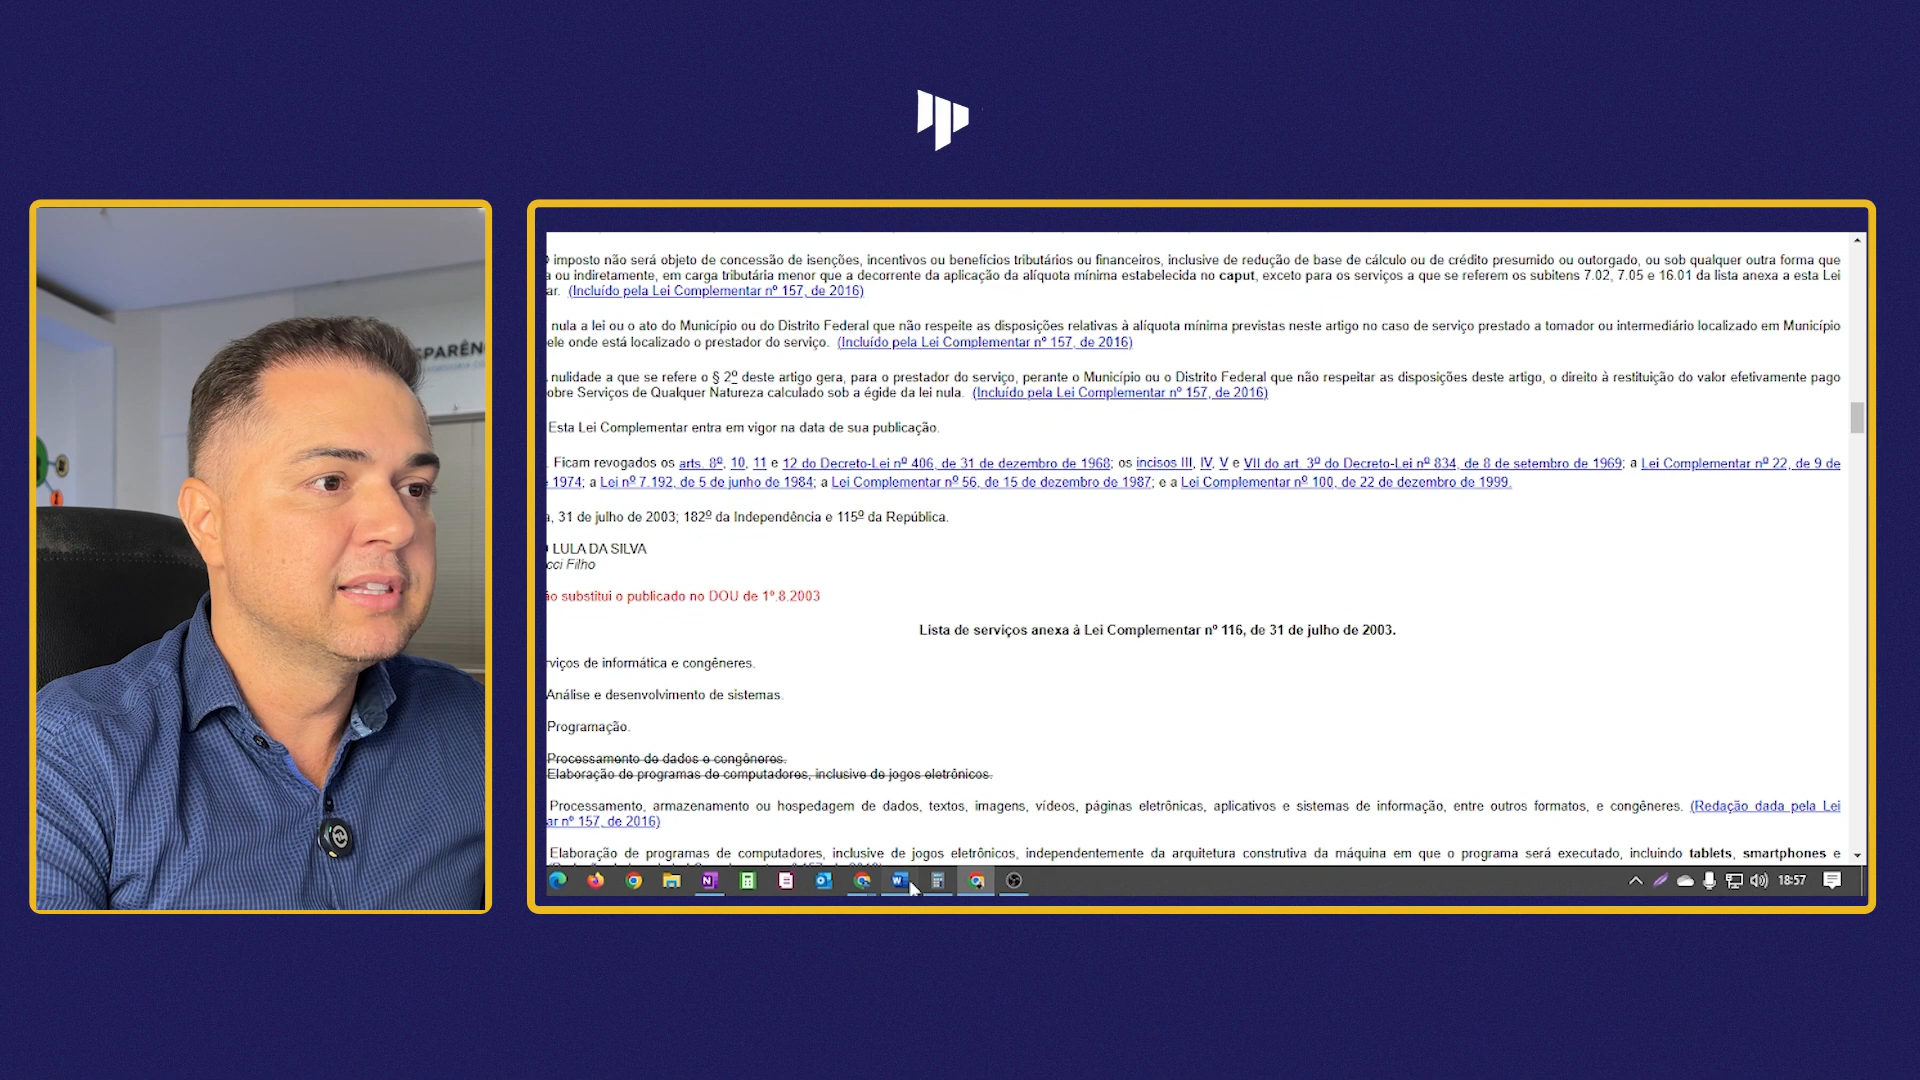 SPARÊN
imposto não será objeto de concessão de isenções, incentivos ou benefícios tributários ou financeiros, inclusive de redução de base de cálculo ou de crédito presumido ou outorgado, ou sob qualquer outra forma que
a ou indiretamente, em carga tributária menor que a decorrente da aplicação da alíquota mínima estabelecida no caput, exceto para os serviços a que se referem os subitens 7.02, 7.05 e 16.01 da lista anexa a esta Lei
ar. (Incluído pela Lei Complementar nº 157, de 2016)
nula a lei ou o ato do Município ou do Distrito Federal que não respeite as disposições relativas à alíquota mínima previstas neste artigo no caso de serviço prestado a tomador ou intermediário localizado em Município
ele onde está localizado o prestador do serviço. (Incluído pela Lei Complementar nº 157, de 2016)
nulidade a que se refere o § 2º deste artigo gera, para o prestador do serviço, perante o Município ou o Distrito Federal que não respeitar as disposições deste artigo, o direito à restituição do valor efetivamente pago
obre Serviços de Qualquer Natureza calculado sob a égide da lei nula. (Incluído pela Lei Complementar nº 157, de 2016)
Esta Lei Complementar entra em vigor na data de sua publicação.
Ficam revogados os arts. 8º, 10, 11 e 12 do Decreto-Lei nº 406, de 31 de dezembro de 1968; os incisos III, IV, V e VII do art. 3º do Decreto-Lei nº 834, de 8 de setembro de 1969; a Lei Complementar nº 22, de 9 de
1974; a Lei nº 7.192, de 5 de junho de 1984; a Lei Complementar nº 56, de 15 de dezembro de 1987; e a Lei Complementar nº 100, de 22 de dezembro de 1999.
a, 31 de julho de 2003; 182º da Independência e 115º da República.
LULA DA SILVA
cci Filho
ão substitui o publicado no DOU de 1º.8.2003
Lista de serviços anexa à Lei Complementar nº 116, de 31 de julho de 2003.
rviços de informática e congêneres.
Análise e desenvolvimento de sistemas.
Programação.
Processamento de dados e congêneres.
Elaboração de programas de computadores, inclusive de jogos eletrônicos.
Processamento, armazenamento ou hospedagem de dados, textos, imagens, vídeos, páginas eletrônicas, aplicativos e sistemas de informação, entre outros formatos, e congêneres. (Redação dada pela Lei
ar nº 157, de 2016)
Elaboração de programas de computadores, inclusive de jogos eletrônicos, independentemente da arquitetura construtiva da máquina em que o programa será executado, incluindo tablets, smartphones e
18:57